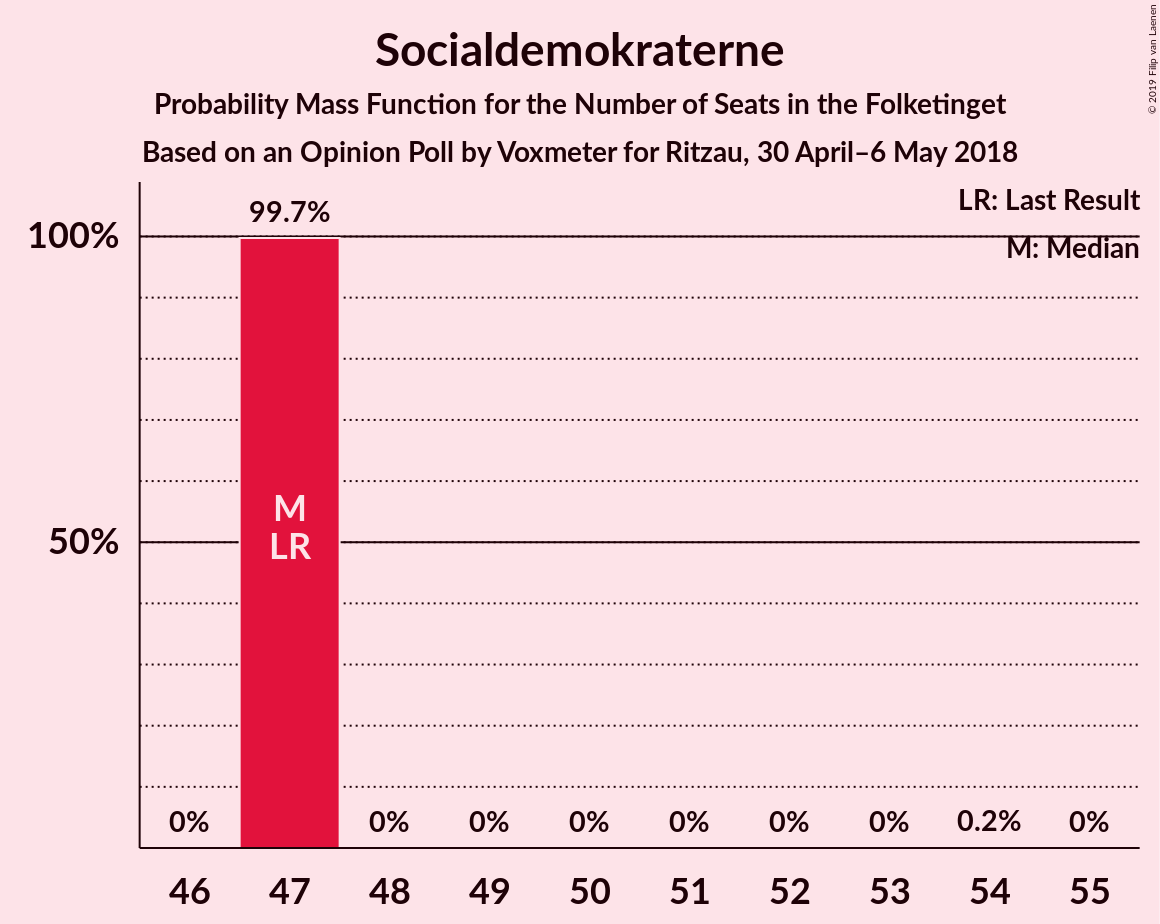 Socialdemokraterne
Probability Mass Function for the Number of Seats in the Folketinget
Based on an Opinion Poll by Voxmeter for Ritzau, 30 April–6 May 2018
© 2019 Filip van Laenen
LR: Last Result
M: Median
99.7%
100%
50%
M
LR
0%
0%
0%
0%
0%
0%
0%
0.2%
0%
46 47 48 49 50 51 52 53 54 55